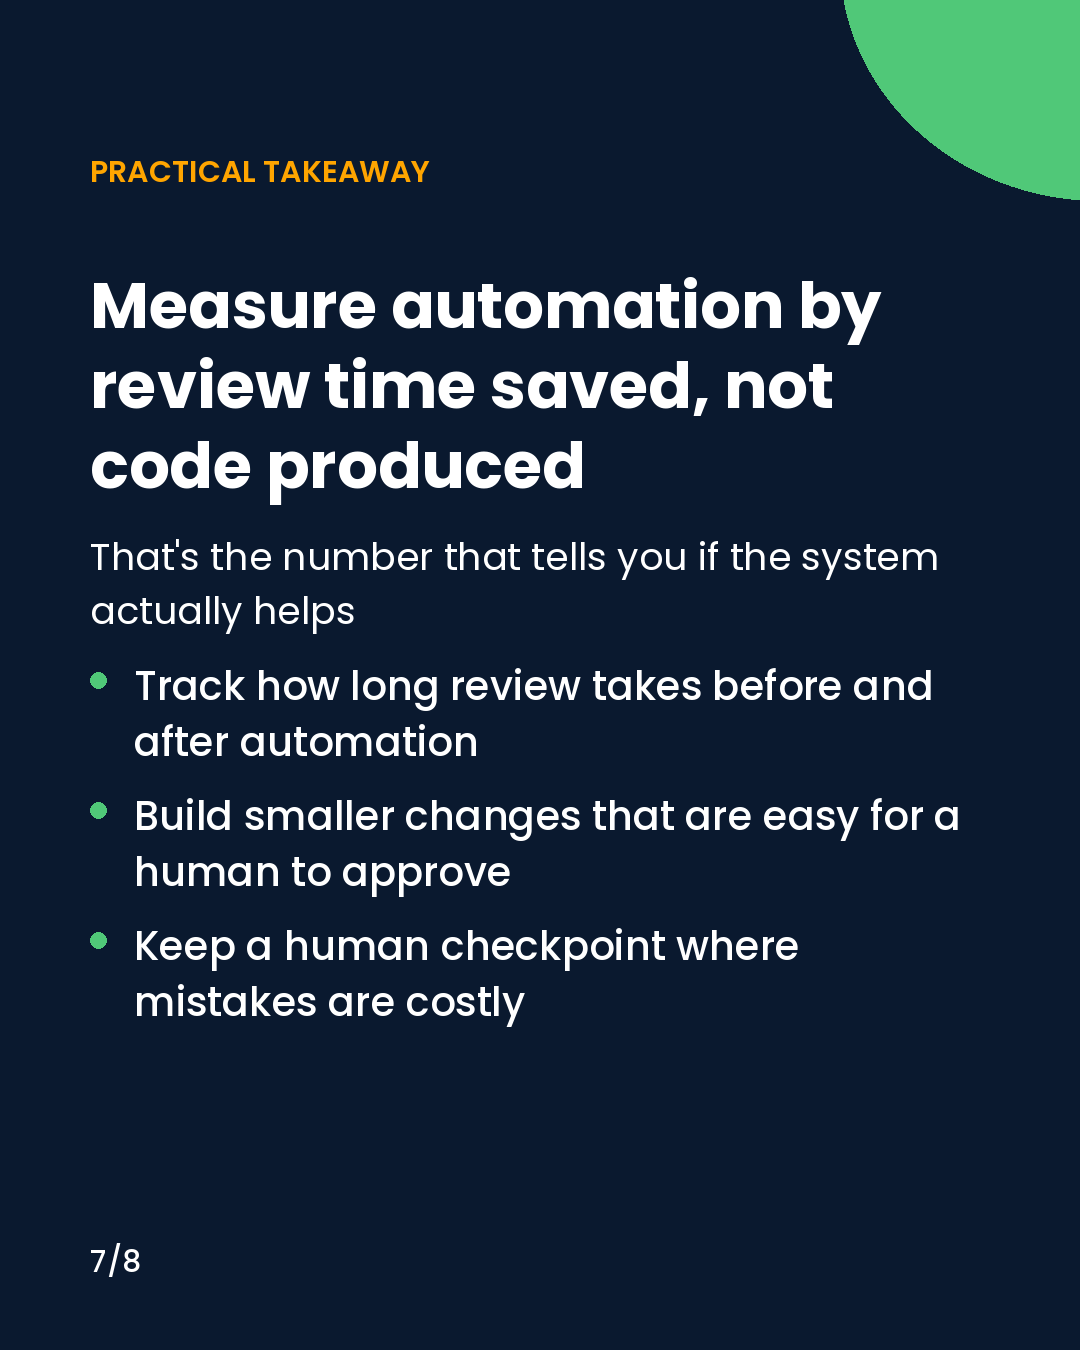 PRACTICAL TAKEAWAY
Measure automation by
review time saved, not
code produced
That's the number that tells you if the system
actually helps
Track how long review takes before and
after automation
Build smaller changes that are easy for a
human to approve
Keep a human checkpoint where
mistakes are costly
7/8